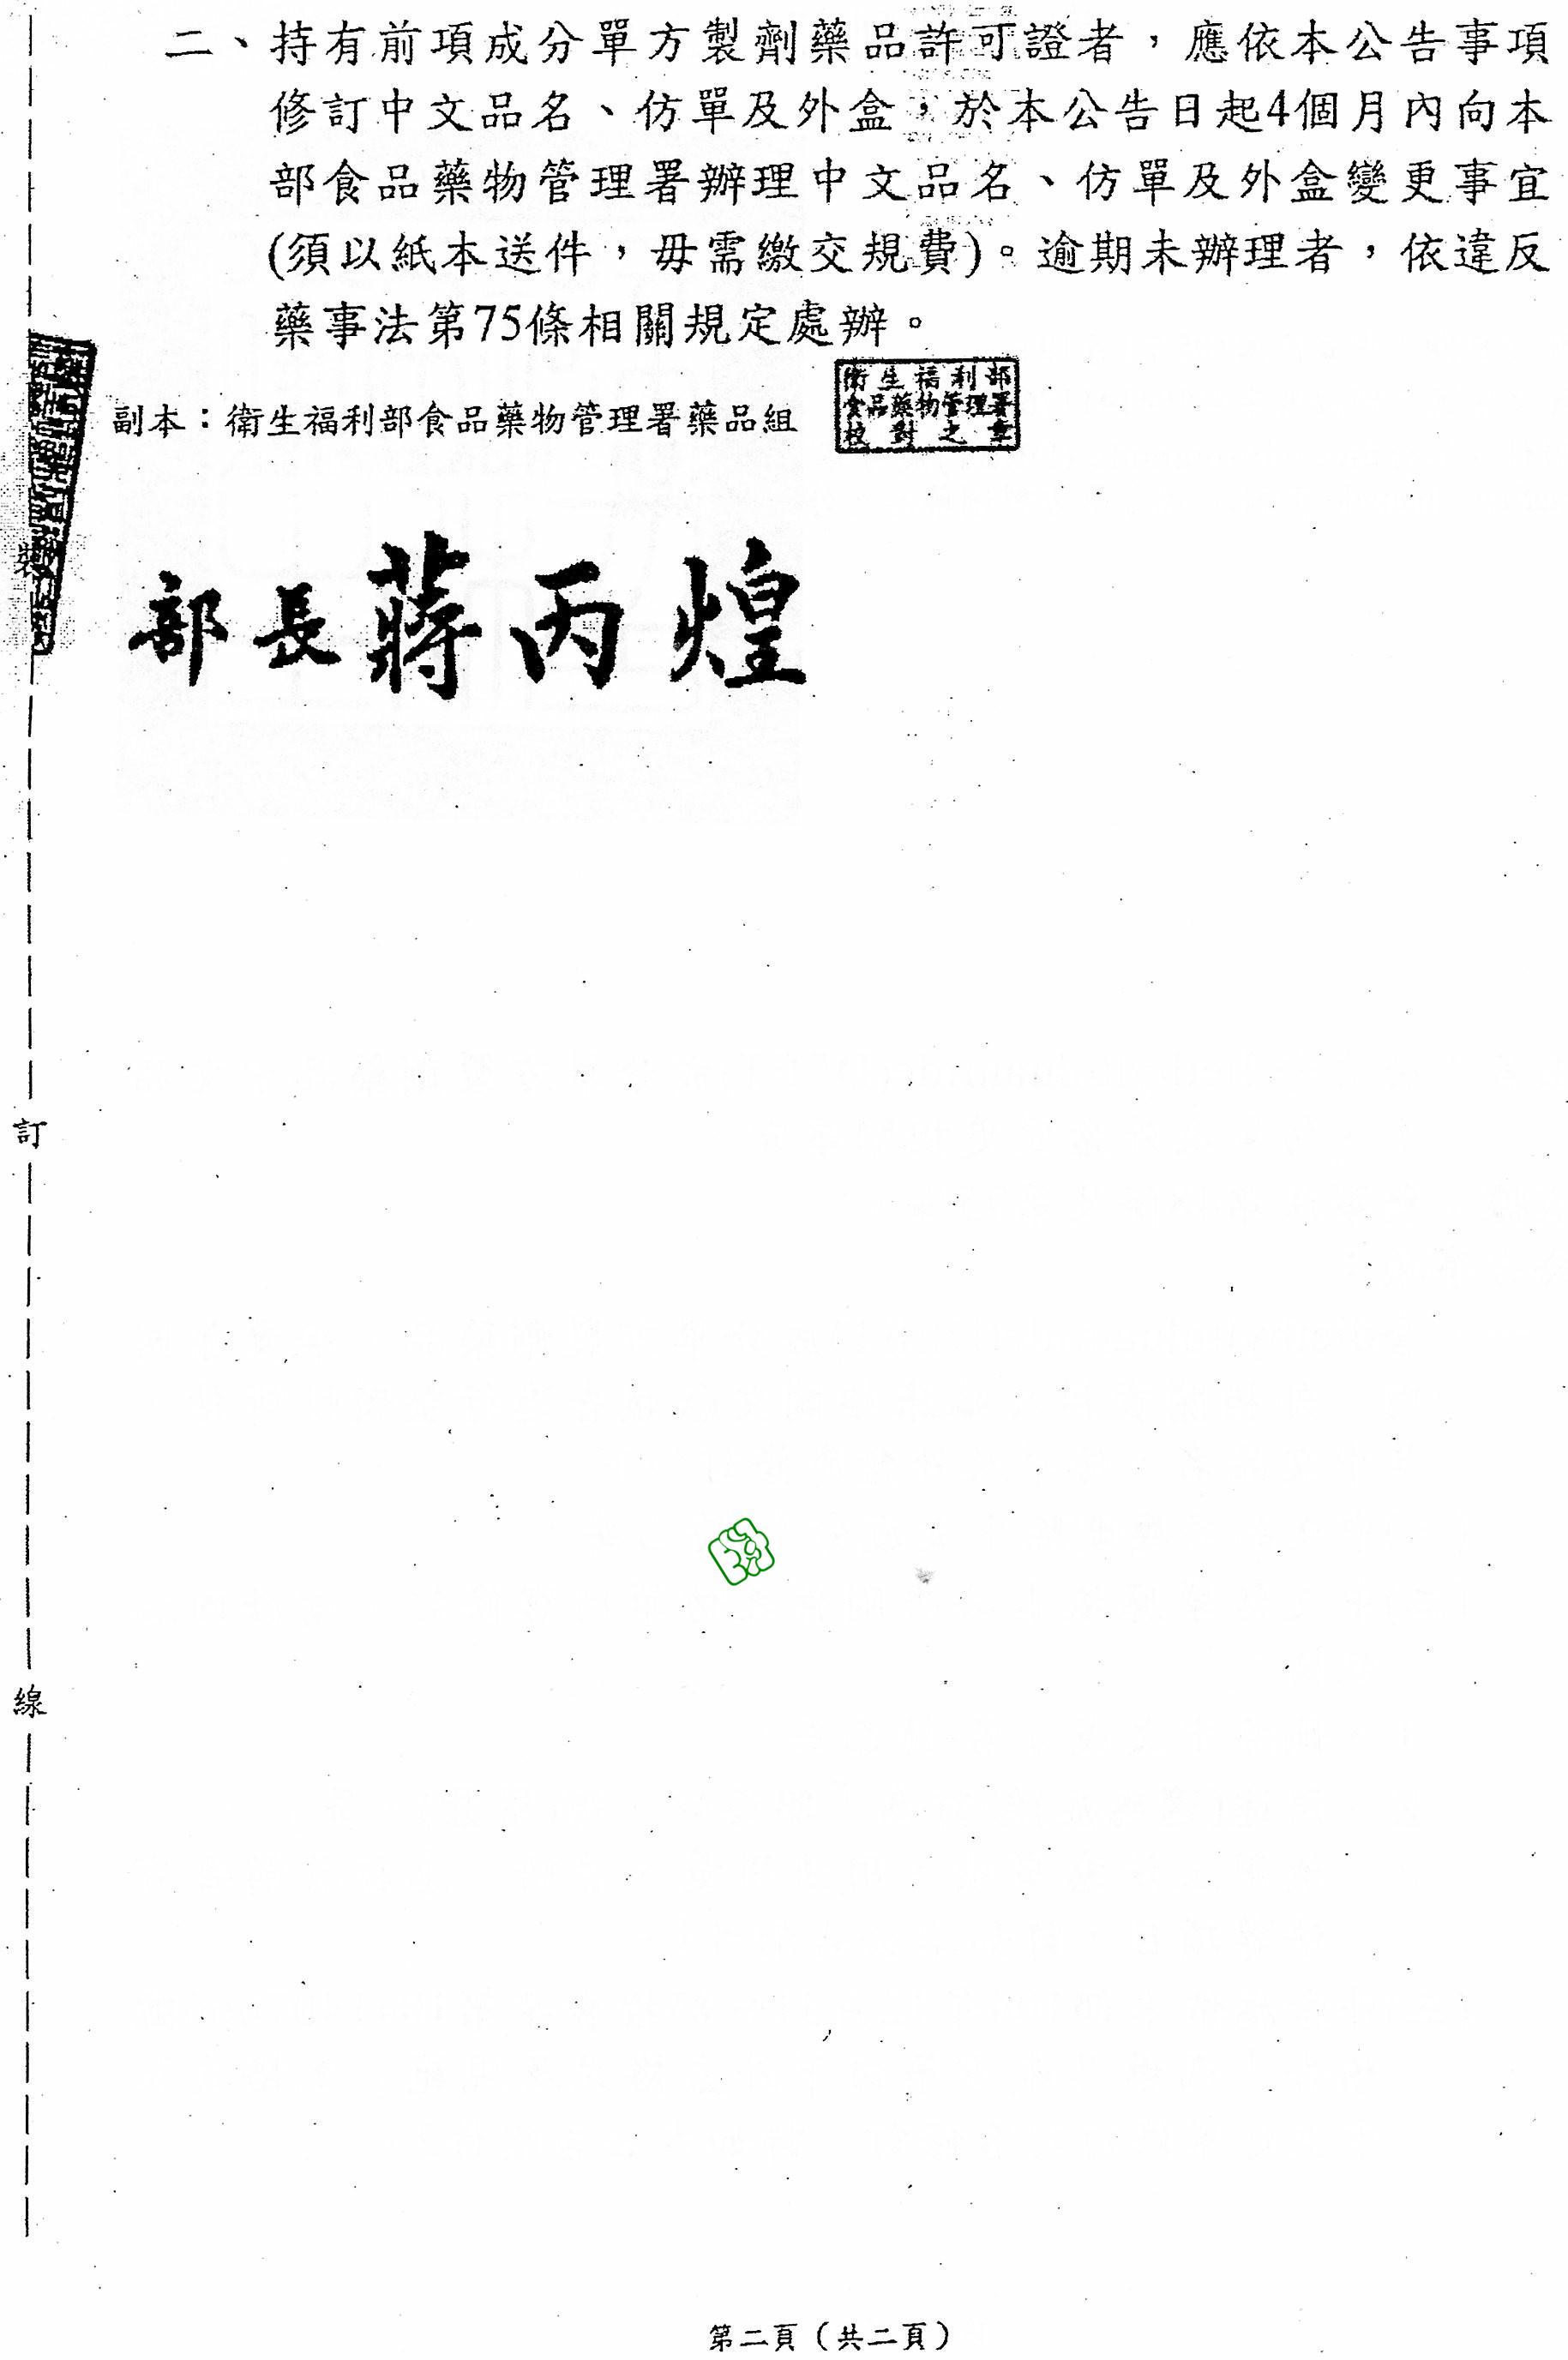 二、持有前項成分單方製劑藥品許可證者，應依本公告事項
修訂中文品名、仿單及外盒，於本公告日起4個月內向本
部食品藥物管理署辦理中文品名、仿單及外盒變更事宜
(須以紙本送件，毋需繳交規費)。逾期未辦理者，依違反
藥事法第75條相關規定處辦。
副本：衛生福利部食品藥物管理署藥品組
衛生福利部
食品藥物管理署
校對之章
部長蔣丙煌
裝
訂
線
第二頁（共二頁）